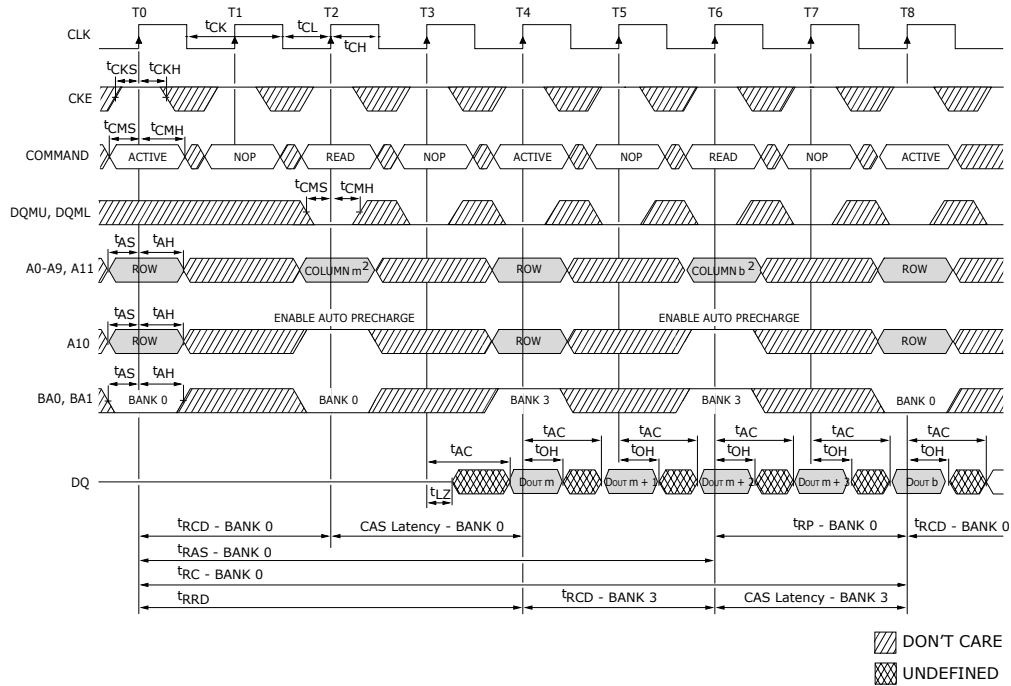 T0 T1 T2 T3 T4 T5 T6 T7 T8
CLK
tCK tCL
tCH
tCKS tCKH
CKE
tCMS tCMH
COMMAND ACTIVE NOP READ NOP ACTIVE NOP READ NOP ACTIVE
tCMS tCMH
DQMU, DQML
tAS tAH
A0-A9, A11 ROW COLUMN m2 ROW COLUMN b 2 ROW
tAS tAH ENABLE AUTO PRECHARGE ENABLE AUTO PRECHARGE
A10 ROW ROW ROW
tAS tAH
BA0, BA1 BANK 0 BANK 0 BANK 3 BANK 3 BANK 0
tAC tAC tAC tAC tAC tAC
tOH tOH tOH tOH tOH
DQ DOUT m DOUT m + 1 DOUT m + 2 DOUT m + 3 DOUT b
tLZ
tRCD - BANK 0 CAS Latency - BANK 0 tRP - BANK 0 tRCD - BANK 0
tRAS - BANK 0
tRC - BANK 0
tRRD tRCD - BANK 3 CAS Latency - BANK 3
DON'T CARE
UNDEFINED